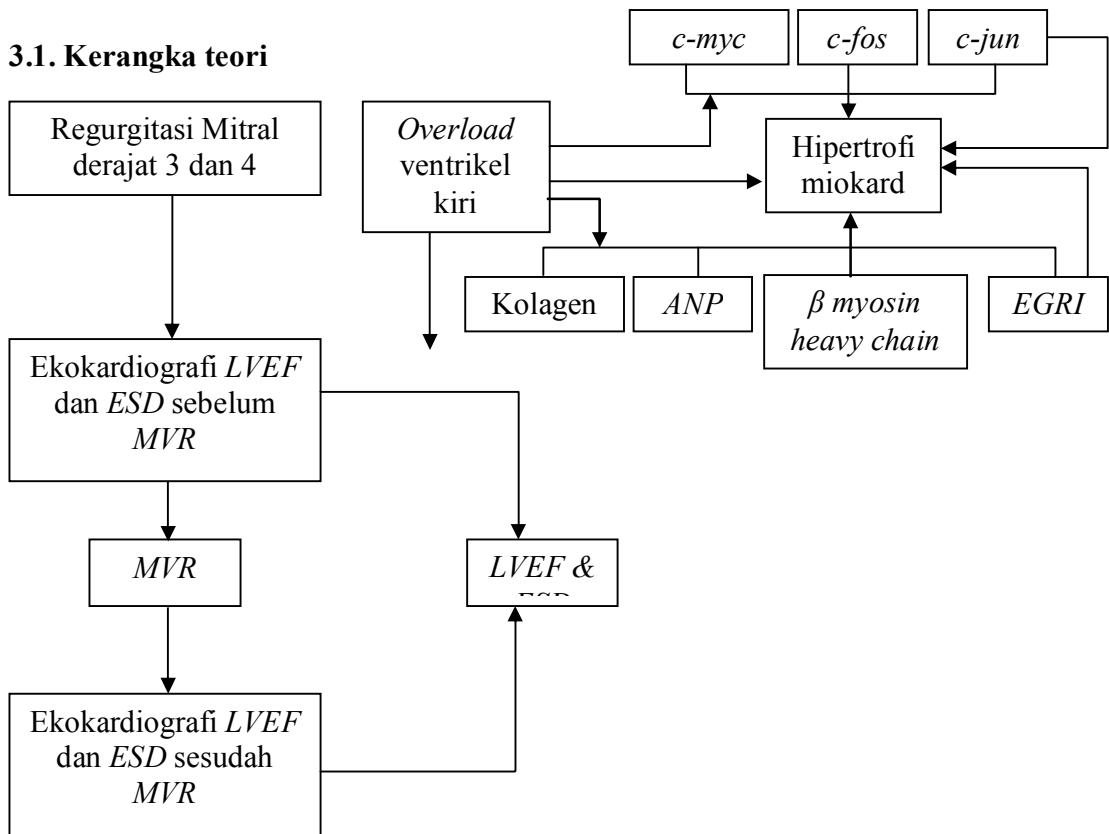 3.1. Kerangka teori
c-myc
c-fos
c-jun
Regurgitasi Mitral
derajat 3 dan 4
Overload
ventrikel
kiri
Hipertrofi
miokard
Kolagen
ANP
β myosin
heavy chain
EGRI
Ekokardiografi LVEF
dan ESD sebelum
MVR
MVR
LVEF &
ESD
Ekokardiografi LVEF
dan ESD sesudah
MVR